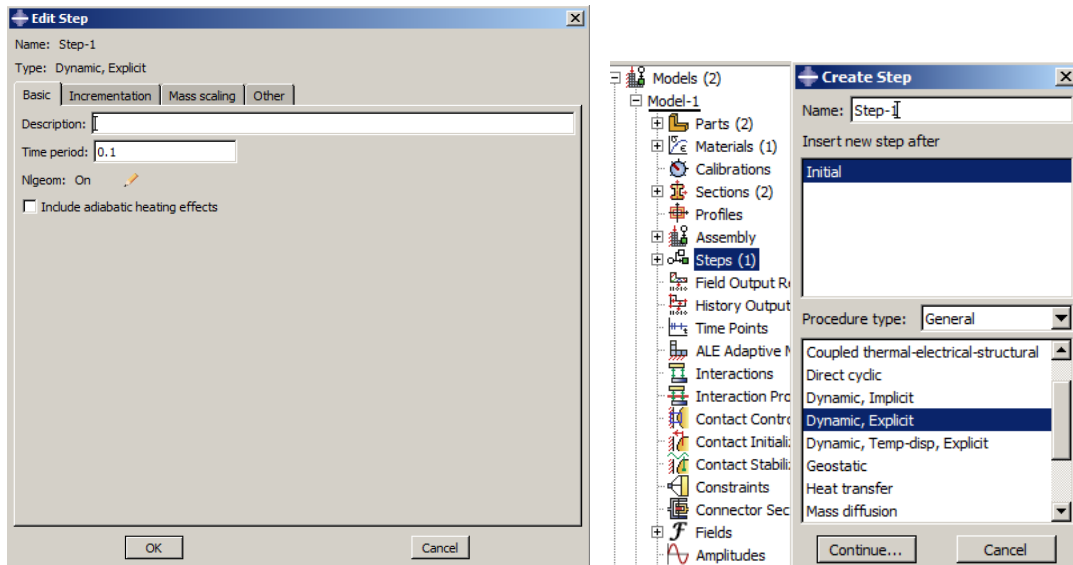 Edit Step
Name: Step-1
Type: Dynamic, Explicit
Basic Incrementation Mass scaling Other
Description:
Time period: 0.1
Nlgeom: On
Include adiabatic heating effects
OK Cancel
Models (2)
Model-1
Parts (2)
Materials (1)
Calibrations
Sections (2)
Profiles
Assembly
Steps (1)
Field Output R
History Output
Time Points
ALE Adaptive M
Interactions
Interaction Pro
Contact Contro
Contact Initiali
Contact Stabili
Constraints
Connector Sec
Fields
Amplitudes
Create Step
Name: Step-1
Insert new step after
Initial
Procedure type: General
Coupled thermal-electrical-structural
Direct cyclic
Dynamic, Implicit
Dynamic, Explicit
Dynamic, Temp-disp, Explicit
Geostatic
Heat transfer
Mass diffusion
Continue... Cancel